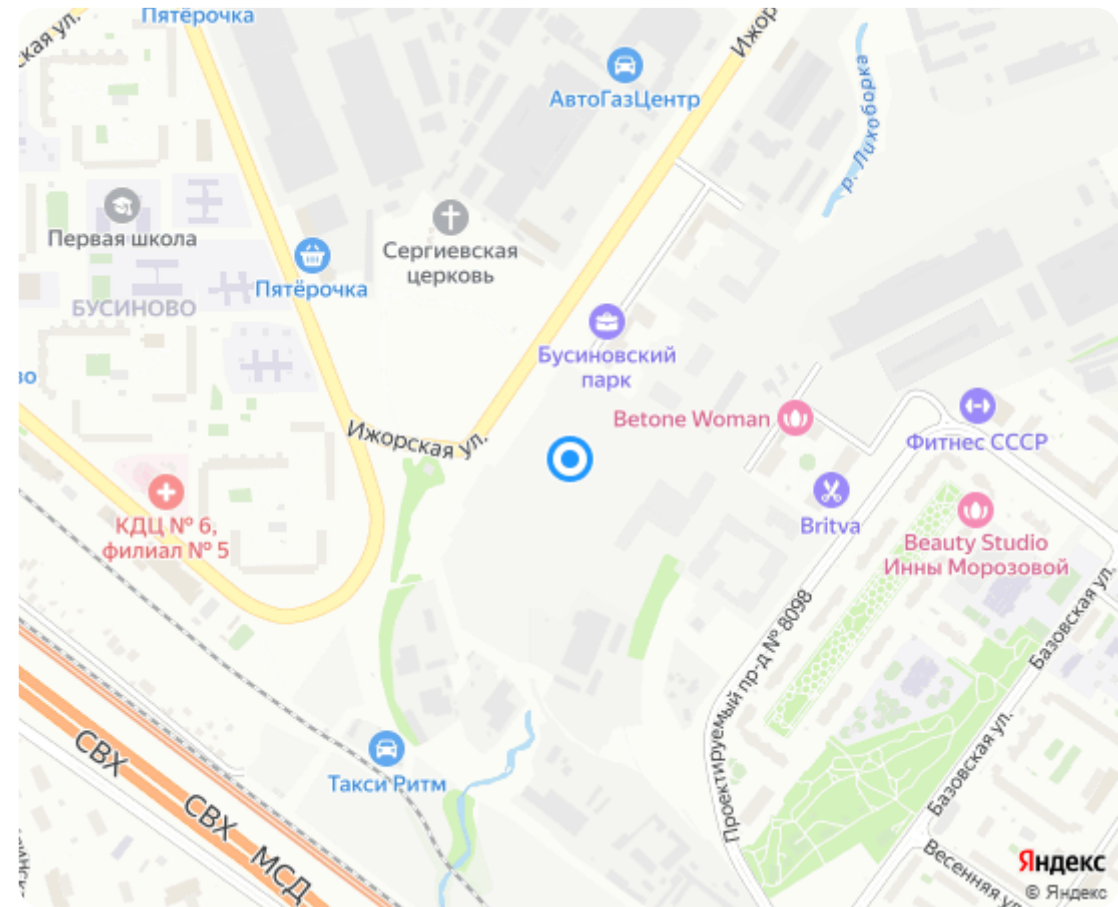 Пятёрочка
ская ул.
Ижор
АвтоГазЦентр
р. Лихоборка
Первая школа
Сергиевская
церковь
Пятёрочка
БУСИНОВО
Бусиновский
парк
во
Betone Woman
Ижорская ул.
Фитнес СССР
КДЦ № 6,
филиал № 5
Britva
Beauty Studio
Инны Морозовой
Проектируемый пр-д № 8098
Базовская ул.
Базовская ул.
СВХ
СВХ
МСД
Такси Ритм
Весенняя ул.
Яндекс
© Яндекс